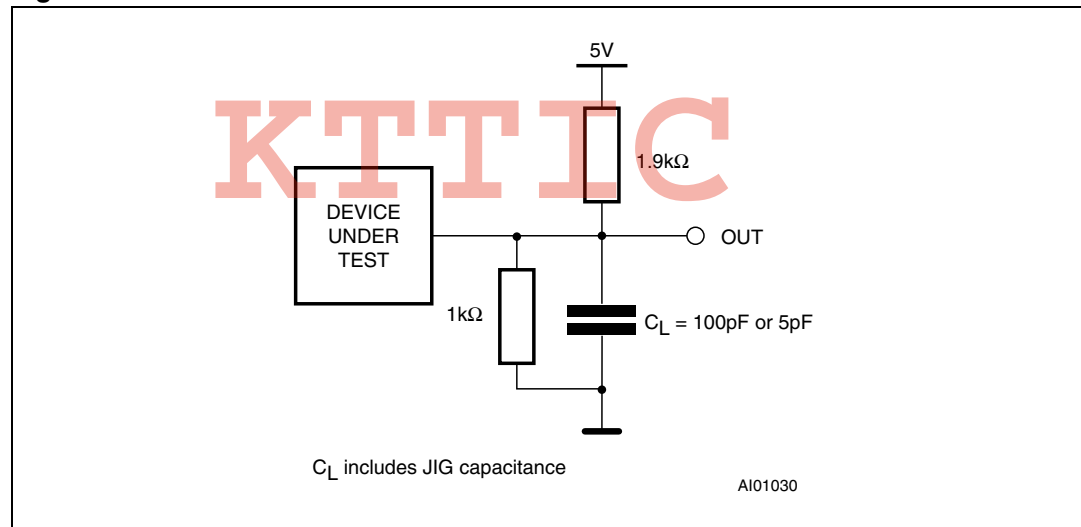 5V
KTTIC
1.9kΩ
DEVICE
UNDER
TEST
OUT
1kΩ
CL = 100pF or 5pF
CL includes JIG capacitance
AI01030